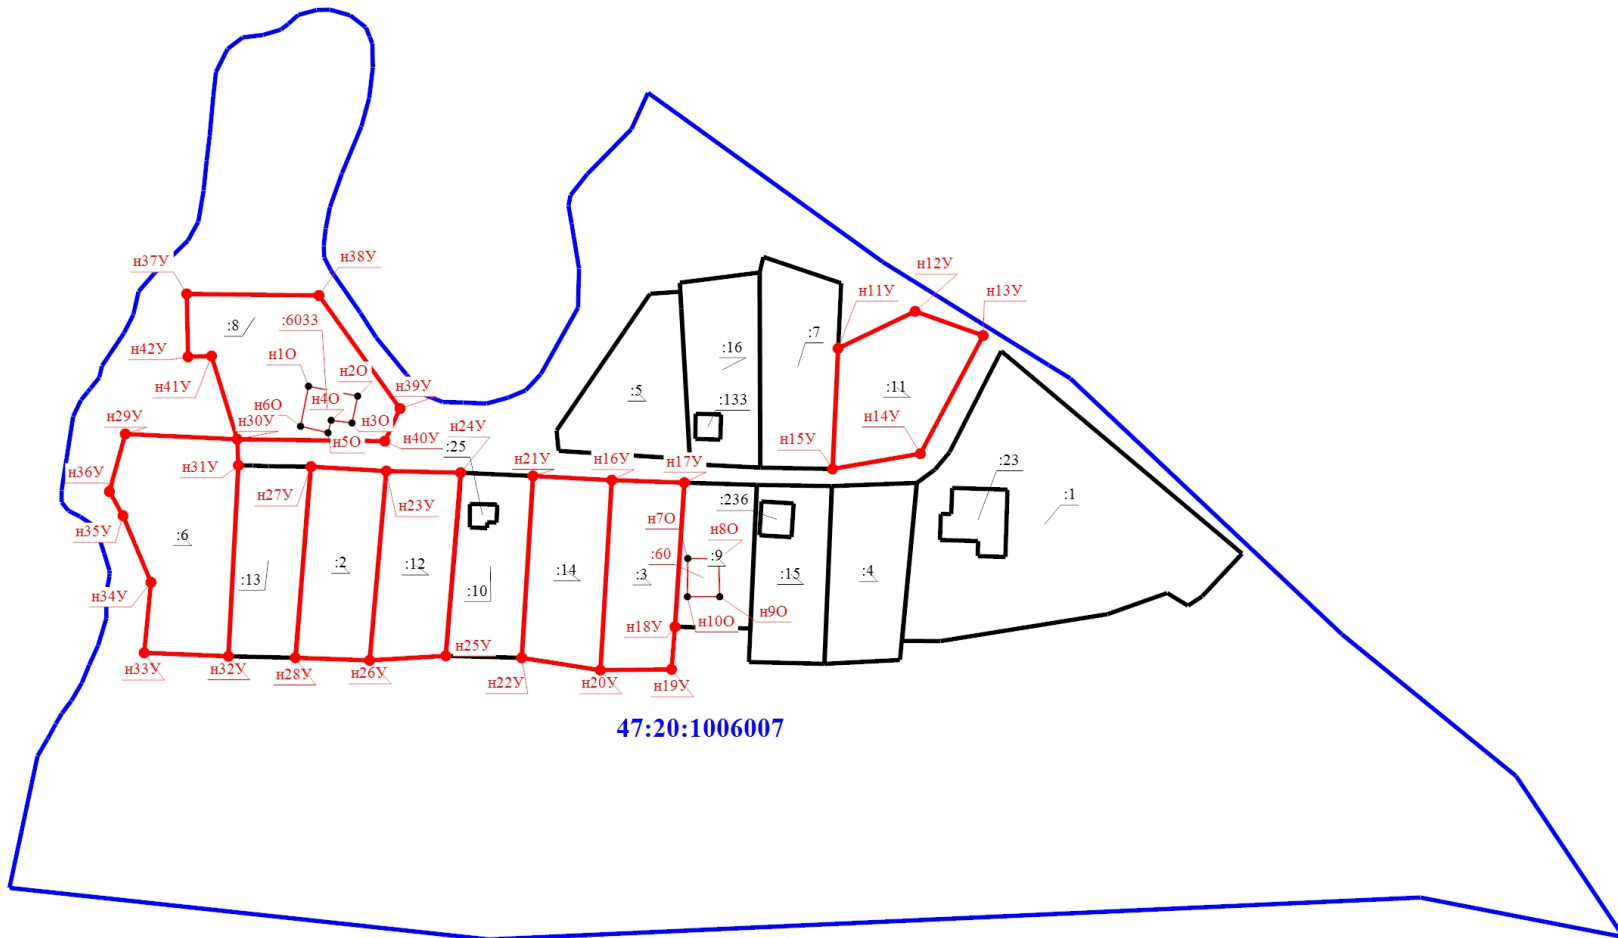 н37У
н38У
:8
:6033
н42У
н1О
н2О
н41У
н39У
н4О
н6О
н29У
н30У
н3О
н24У
н5О
н40У
:25
н31У
н36У
н27У
н23У
н21У
н16У
н17У
н35У
:6
:13
:2
:12
:10
:14
:3
н34У
н33У
н32У
н28У
н26У
н25У
н22У
н20У
н19У
н18У
:5
:16
:133
:7
н11У
н12У
н13У
:11
н14У
н15У
:236
н7О
н8О
:60
:9
н10О
н9О
:15
:4
:23
:1
47:20:1006007